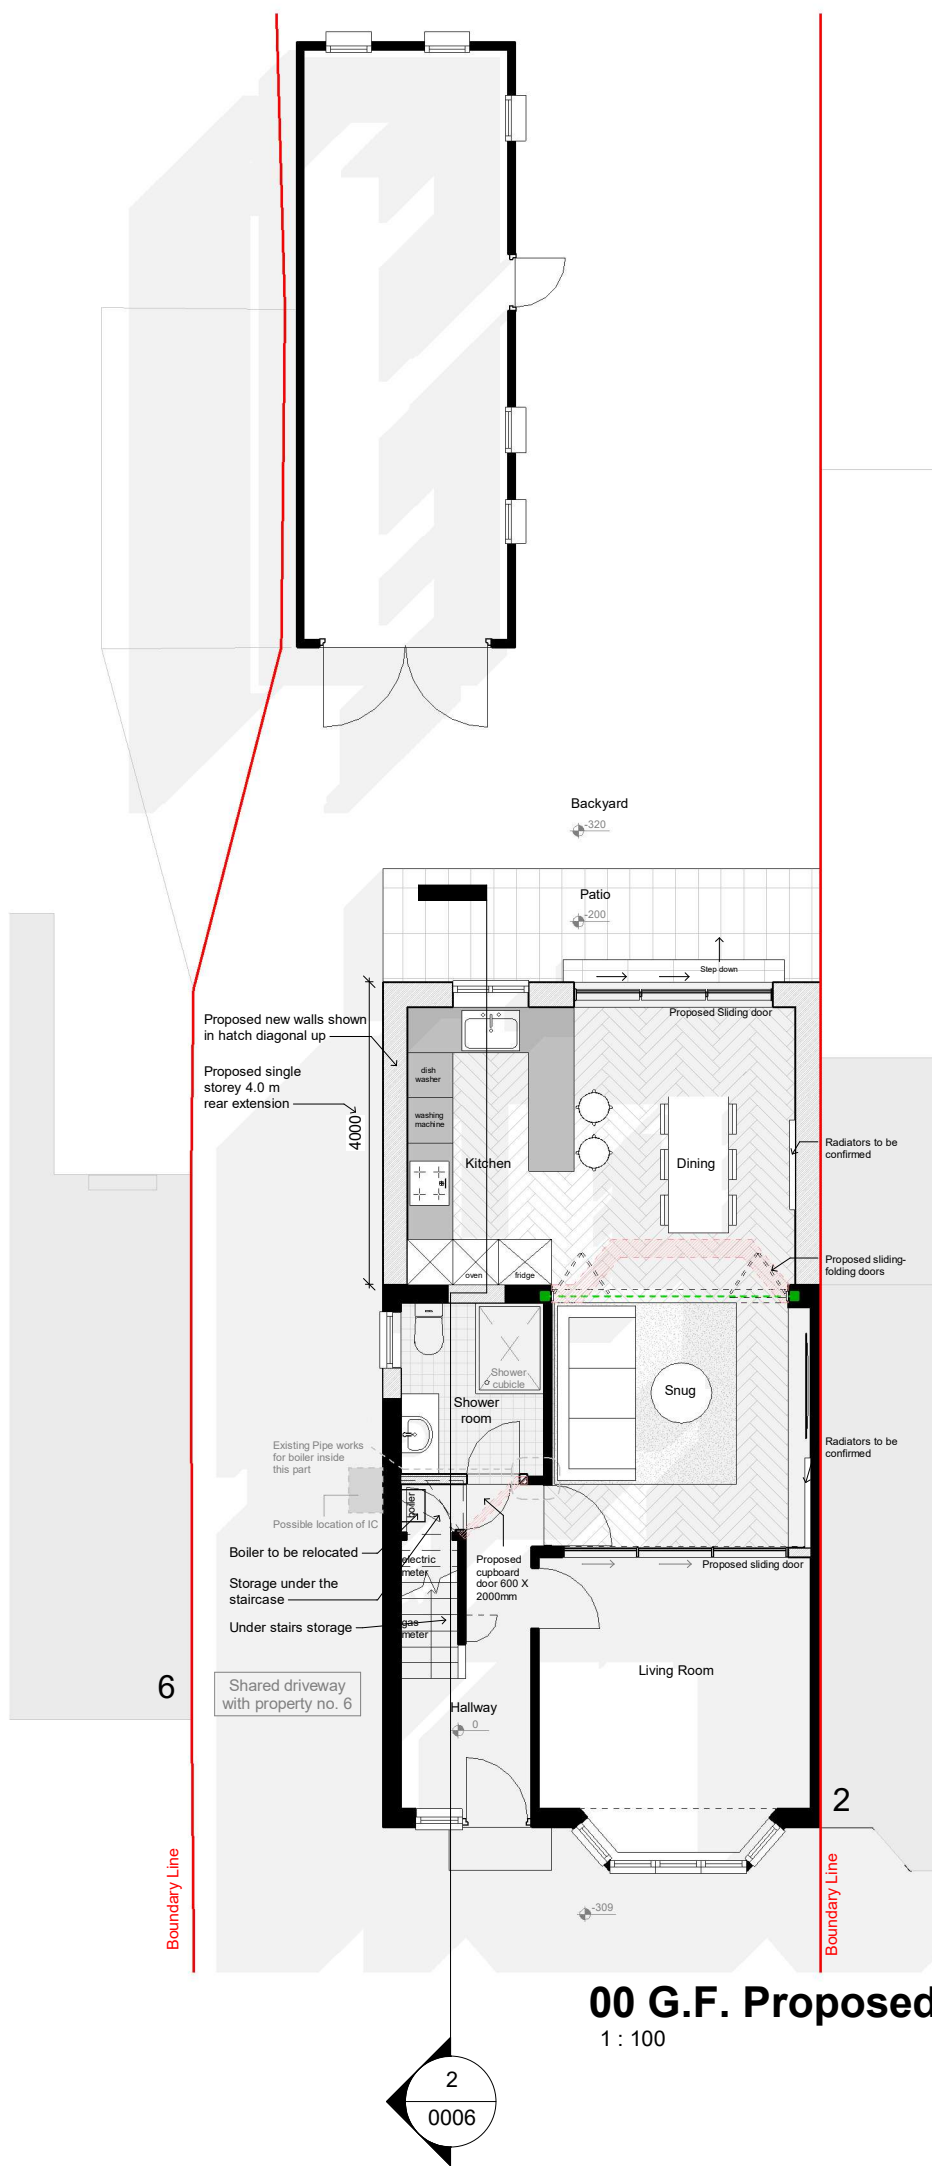 Backyard
-320
Patio
-200
Step down
Proposed Sliding door
Proposed new walls shown
in hatch diagonal up
Proposed single
storey 4.0 m
rear extension
4000
dish
washer
washing
machine
Kitchen
Dining
Radiators to be
confirmed
Proposed sliding-
folding doors
oven
fridge
Shower
cubicle
Snug
Shower
room
Radiators to be
confirmed
Existing Pipe works
for boiler inside
this part
Possible location of IC
boiler
Boiler to be relocated
electric
meter
Proposed
cupboard
door 600 X
2000mm
Proposed sliding door
Storage under the
staircase
Under stairs storage
gas
meter
Living Room
6
Shared driveway
with property no. 6
Hallway
0
2
Boundary Line
Boundary Line
-309
00 G.F. Proposed
1 : 100
2
0006